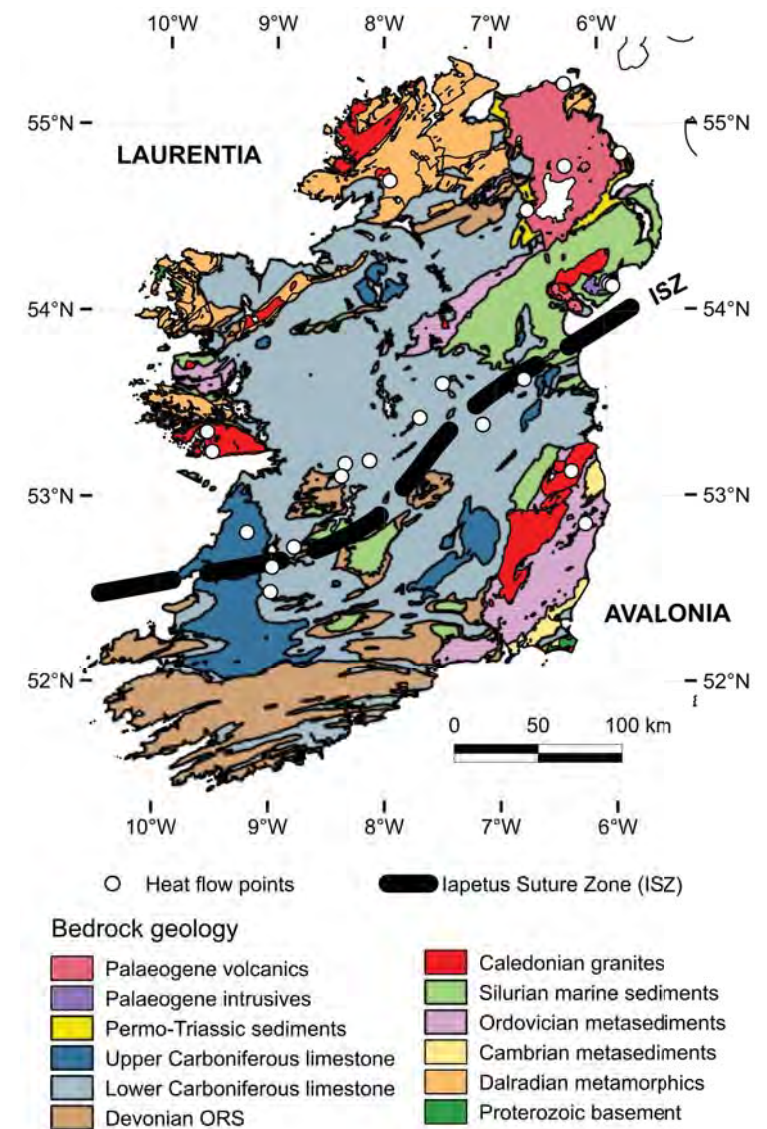 10°W 9°W 8°W 7°W 6°W
55°N 55°N
LAURENTIA
54°N 54°N
ISZ
53°N 53°N
AVALONIA
52°N 52°N
0 50 100 km
10°W 9°W 8°W 7°W 6°W
Heat flow points Iapetus Suture Zone (ISZ)
Bedrock geology
Palaeogene volcanics
Palaeogene intrusives
Permo-Triassic sediments
Upper Carboniferous limestone
Lower Carboniferous limestone
Devonian ORS
Caledonian granites
Silurian marine sediments
Ordovician metasediments
Cambrian metasediments
Dalradian metamorphics
Proterozoic basement